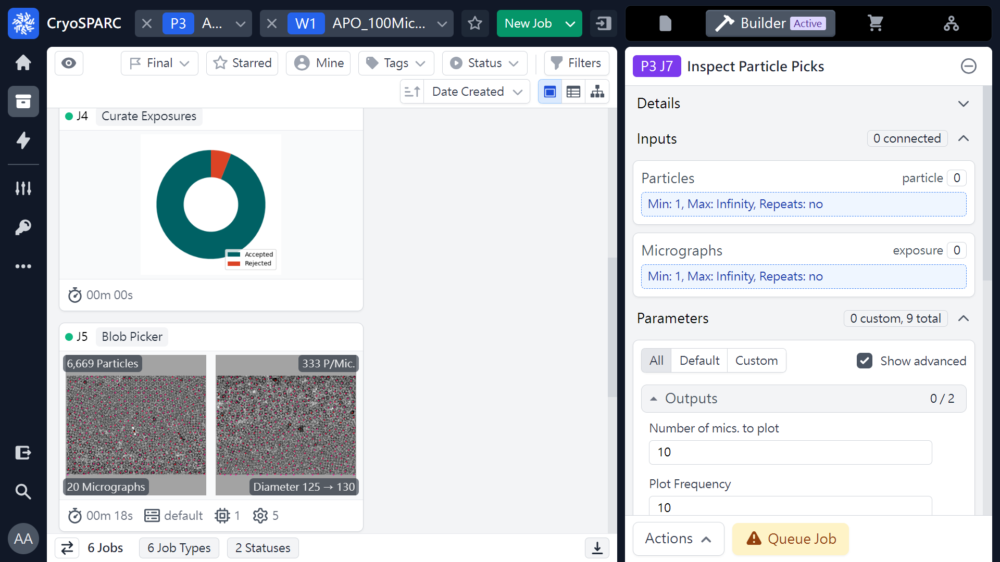 CryoSPARC
P3 A...
W1 APO_100Mic...
New Job
Builder Active
Final
Starred
Mine
Tags
Status
Filters
Date Created
J4 Curate Exposures
Accepted
Rejected
00m 00s
J5 Blob Picker
6,669 Particles
333 P/Mic.
20 Micrographs
Diameter 125 → 130
00m 18s default 1 5
6 Jobs
6 Job Types
2 Statuses
AA
P3 J7 Inspect Particle Picks
Details
Inputs
0 connected
Particles
particle 0
Min: 1, Max: Infinity, Repeats: no
Micrographs
exposure 0
Min: 1, Max: Infinity, Repeats: no
Parameters
0 custom, 9 total
All Default Custom
Show advanced
Outputs
0 / 2
Number of mics. to plot
10
Plot Frequency
10
Actions
Queue Job